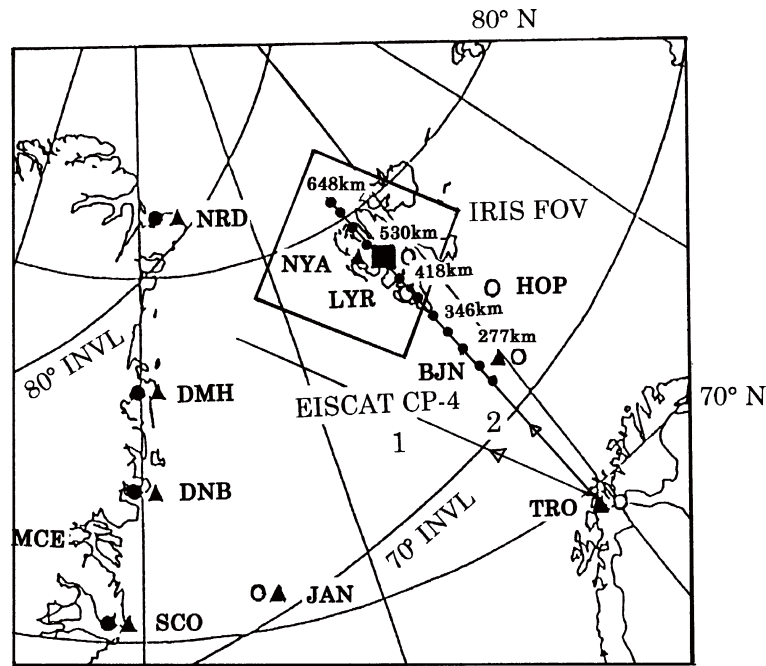 80° N
648km
NRD
IRIS FOV
530km
NYA
418km
LYR
HOP
346km
277km
80° INVL
BJN
DMH
EISCAT CP-4
70° N
1
2
DNB
TRO
MCE
70° INVL
JAN
SCO